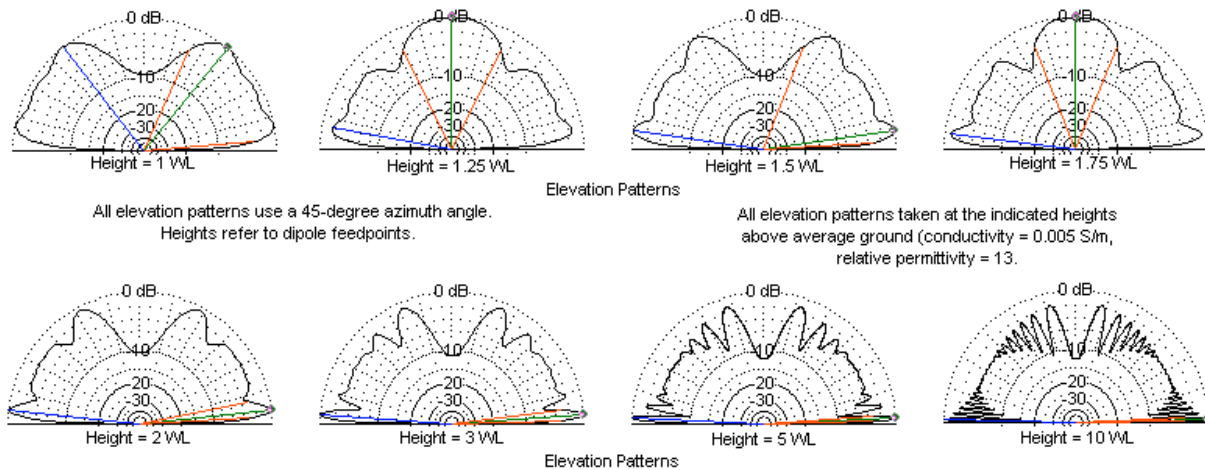 0 dB 0 dB 0 dB 0 dB
10 10 10 10
20 20 20 20
30 30 30 30
Height = 1 WL Height = 1.25 WL Height = 1.5 WL Height = 1.75 WL
Elevation Patterns
All elevation patterns use a 45-degree azimuth angle.
Heights refer to dipole feedpoints.
All elevation patterns taken at the indicated heights
above average ground (conductivity = 0.005 S/m,
relative permittivity = 13.
0 dB 0 dB 0 dB 0 dB
10 10 10 10
20 20 20 20
30 30 30 30
Height = 2 WL Height = 3 WL Height = 5 WL Height = 10 WL
Elevation Patterns